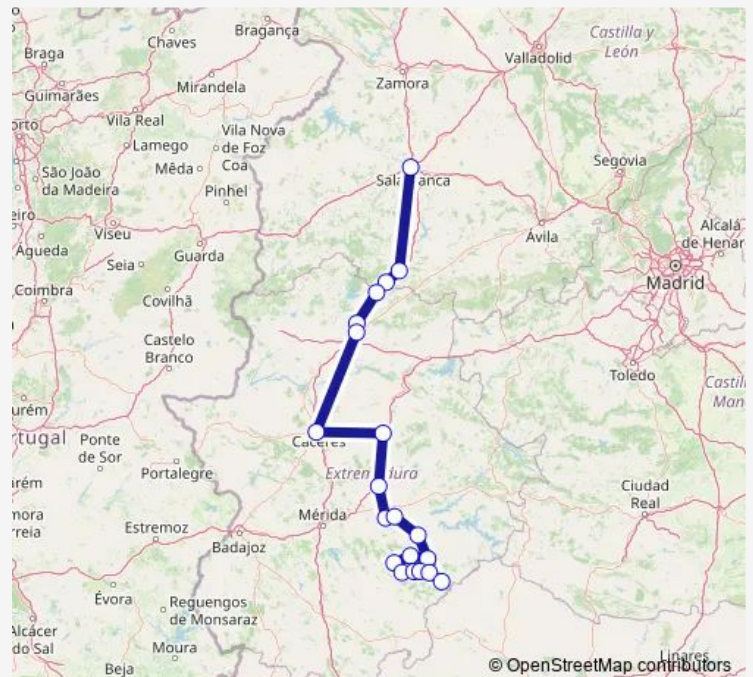 Braga
Chaves
Bragança
Guimarães
Mirandela
Zamora
Valladolid
Castilla y
León
Vila Real
Porto
Lamego
Vila Nova
de Foz
Coa
Mêda
Pinhel
São João
da Madeira
Salamanca
Segovia
Aveiro
Viseu
Águeda
Guarda
Seia
Ávila
Alcalá
de Henar
Madrid
Coimbra
Covilhã
Castelo
Branco
Toledo
Castil
Man
urém
rtugal
Ponte
de Sor
Cáceres
Portalegre
Extremadura
arém
mora
rreia
Estremoz
Mérida
Badajoz
Ciudad
Real
Évora
Reguengos
de Monsaraz
Alcácer
do Sal
Moura
Beja
Linares
© OpenStreetMap contributors